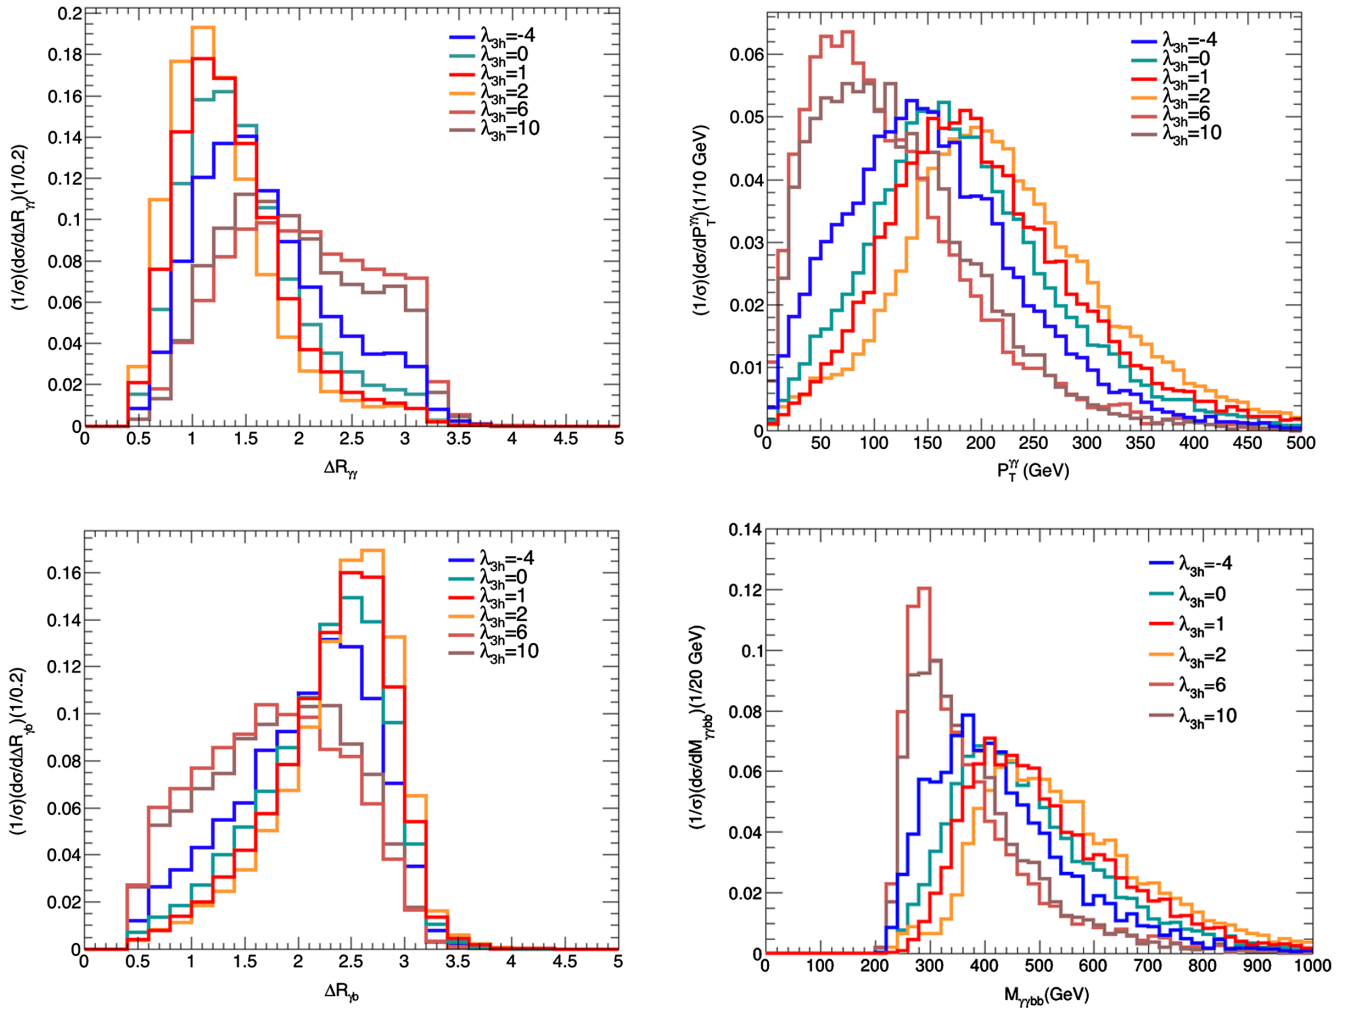 0.2
0.18
0.16
0.14
0.12
0.1
0.08
0.06
0.04
0.02
0
(1/σ)(dσ/dΔRγγ)(1/0.2)
λ3h=-4
λ3h=0
λ3h=1
λ3h=2
λ3h=6
λ3h=10
0 0.5 1 1.5 2 2.5 3 3.5 4 4.5 5
ΔRγγ
0.06
0.05
0.04
0.03
0.02
0.01
0
(1/σ)(dσ/dPTγγ)(1/10 GeV)
λ3h=-4
λ3h=0
λ3h=1
λ3h=2
λ3h=6
λ3h=10
0 50 100 150 200 250 300 350 400 450 500
PTγγ (GeV)
0.16
0.14
0.12
0.1
0.08
0.06
0.04
0.02
0
(1/σ)(dσ/dΔRγb)(1/0.2)
λ3h=-4
λ3h=0
λ3h=1
λ3h=2
λ3h=6
λ3h=10
0 0.5 1 1.5 2 2.5 3 3.5 4 4.5 5
ΔRγb
0.14
0.12
0.1
0.08
0.06
0.04
0.02
0
(1/σ)(dσ/dMγγbb)(1/20 GeV)
λ3h=-4
λ3h=0
λ3h=1
λ3h=2
λ3h=6
λ3h=10
0 100 200 300 400 500 600 700 800 900 1000
Mγγbb(GeV)